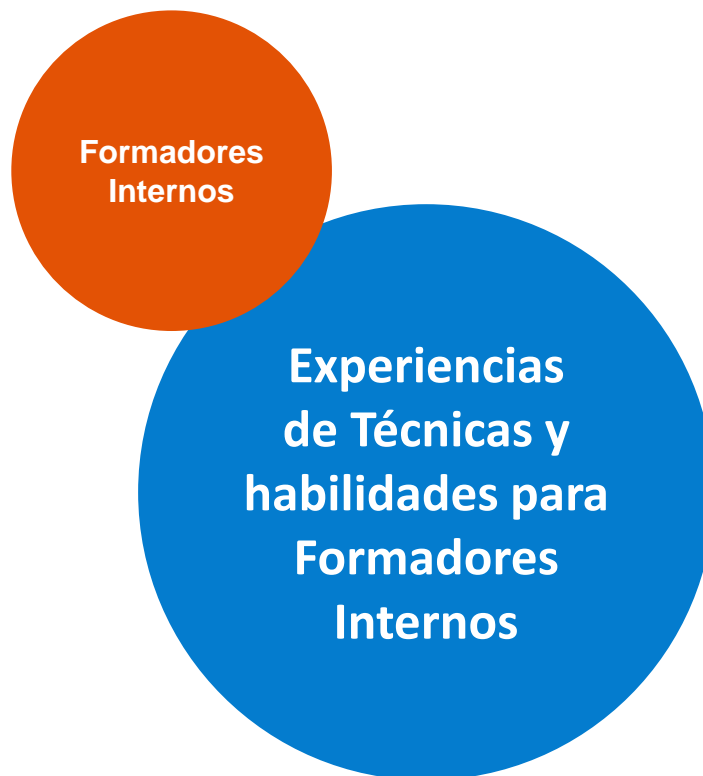 Formadores
Internos
Experiencias
de Técnicas y
habilidades para
Formadores
Internos